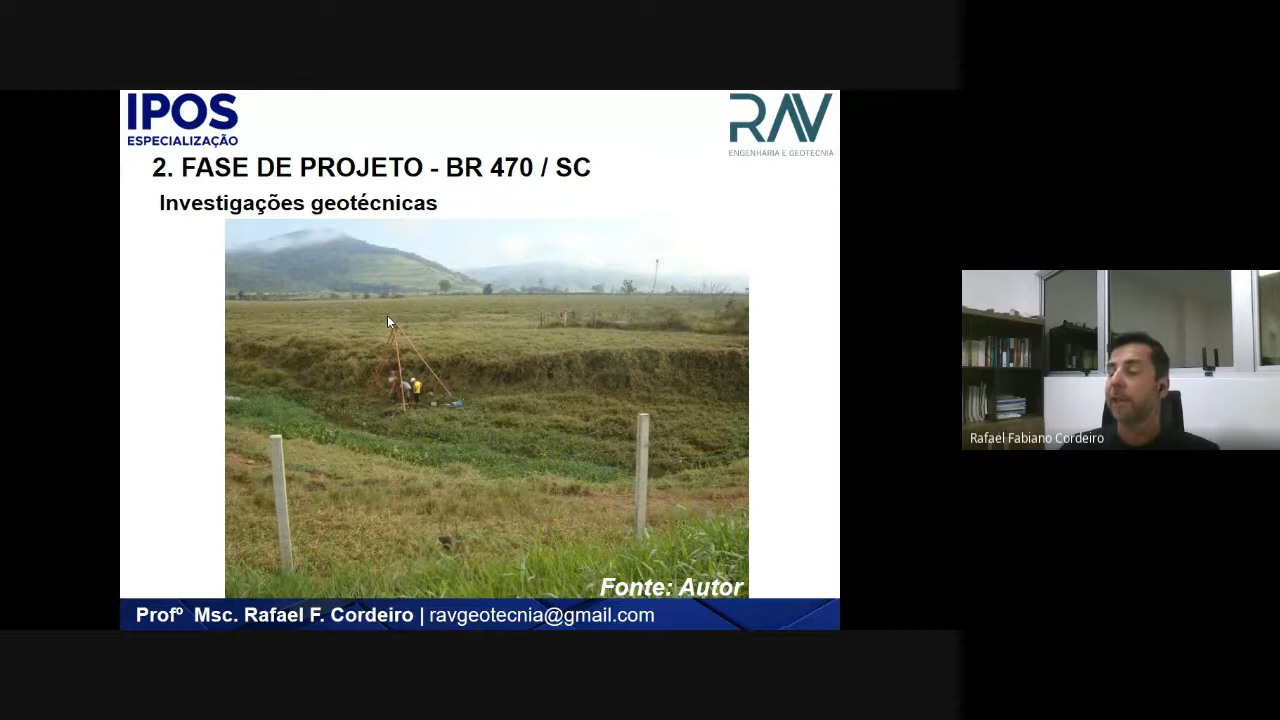 IPOS
ESPECIALIZAÇÃO
RAV
ENGENHARIA E GEOTECNIA
2. FASE DE PROJETO - BR 470 / SC
Investigações geotécnicas
Fonte: Autor
Profº Msc. Rafael F. Cordeiro | ravgeotecnia@gmail.com
Rafael Fabiano Cordeiro